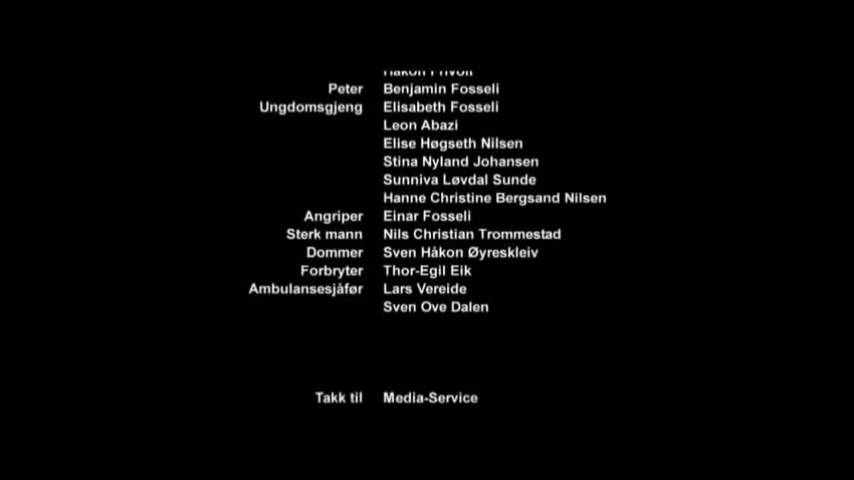 Peter Benjamin Fosseli
Ungdomsgjeng Elisabeth Fosseli
Leon Abazi
Elise Høgseth Nilsen
Stina Nyland Johansen
Sunniva Løvdal Sunde
Hanne Christine Bergsand Nilsen
Angriper Einar Fosseli
Sterk mann Nils Christian Trommestad
Dommer Sven Håkon Øyreskleiv
Forbryter Thor-Egil Eik
Ambulansesjåfør Lars Vereide
Sven Ove Dalen
Takk til Media-Service